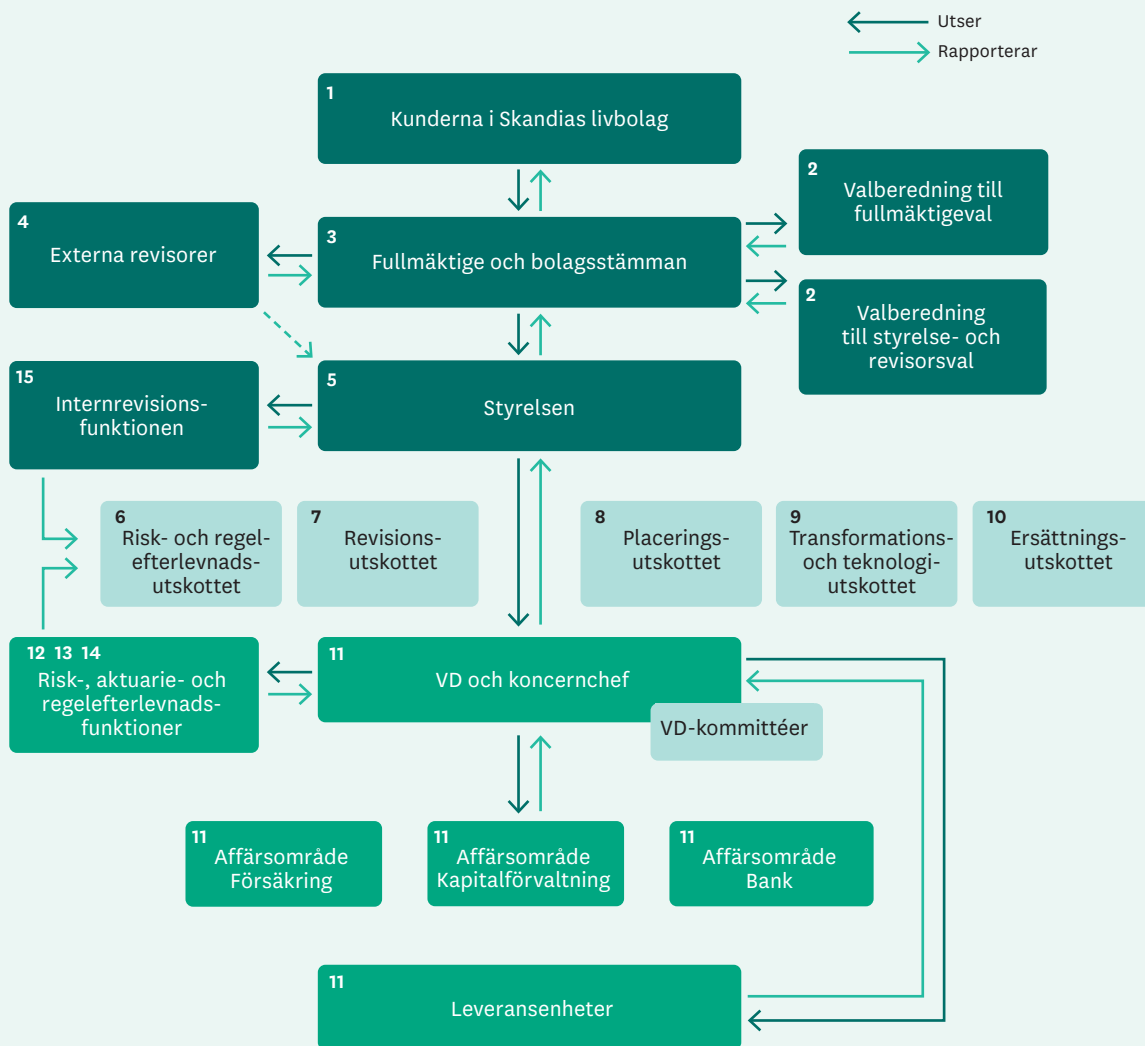 Utser
Rapporterar
1
Kunderna i Skandias livbolag
2
Valberedning till
fullmäktigeval
4
Externa revisorer
3
Fullmäktige och bolagsstämman
2
Valberedning
till styrelse- och
revisorsval
15
Internrevisions-
funktionen
5
Styrelsen
6
Risk- och regel-
efterlevnads-
utskottet
7
Revisions-
utskottet
8
Placerings-
utskottet
9
Transformations-
och teknologi-
utskottet
10
Ersättnings-
utskottet
12 13 14
Risk-, aktuarie- och
regelefterlevnads-
funktioner
11
VD och koncernchef
VD-kommittéer
11
Affärsområde
Försäkring
11
Affärsområde
Kapitalförvaltning
11
Affärsområde
Bank
11
Leveransenheter